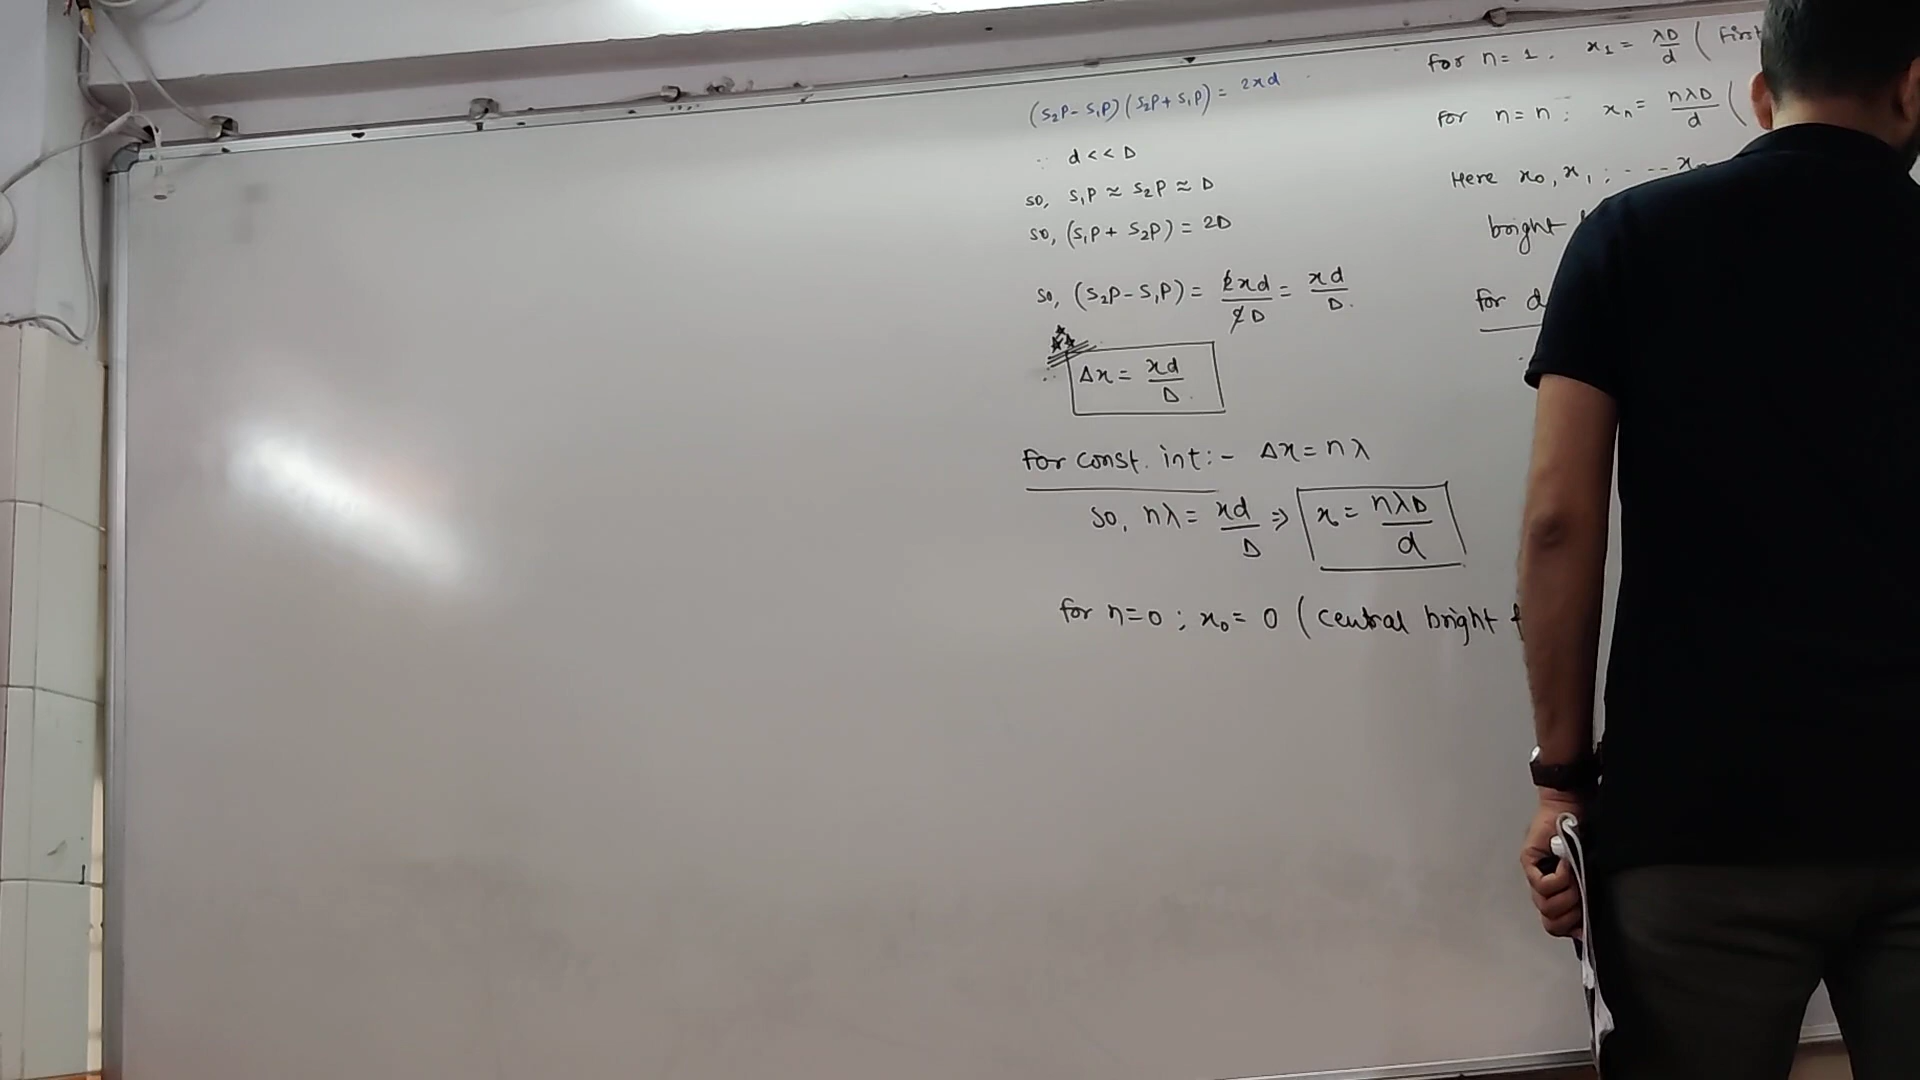 (S₂P - S₁P) (S₂P + S₁P) = 2xd
∵ d << D
so, S₁P ≈ S₂P ≈ D
so, (S₁P + S₂P) = 2D
so, (S₂P - S₁P) = 2xd/2D = xd/D.
∴ Δx = xd/D.
For const. int :- Δx = nλ
so, nλ = xd/D ⇒ x = nλD/d
for n=0 ; x₀ = 0 (central bright
for n = 1 . x₁ = λD/d ( First
For n = n : xₙ = nλD/d (
Here x₀, x₁ ; - - - -
bright
For d